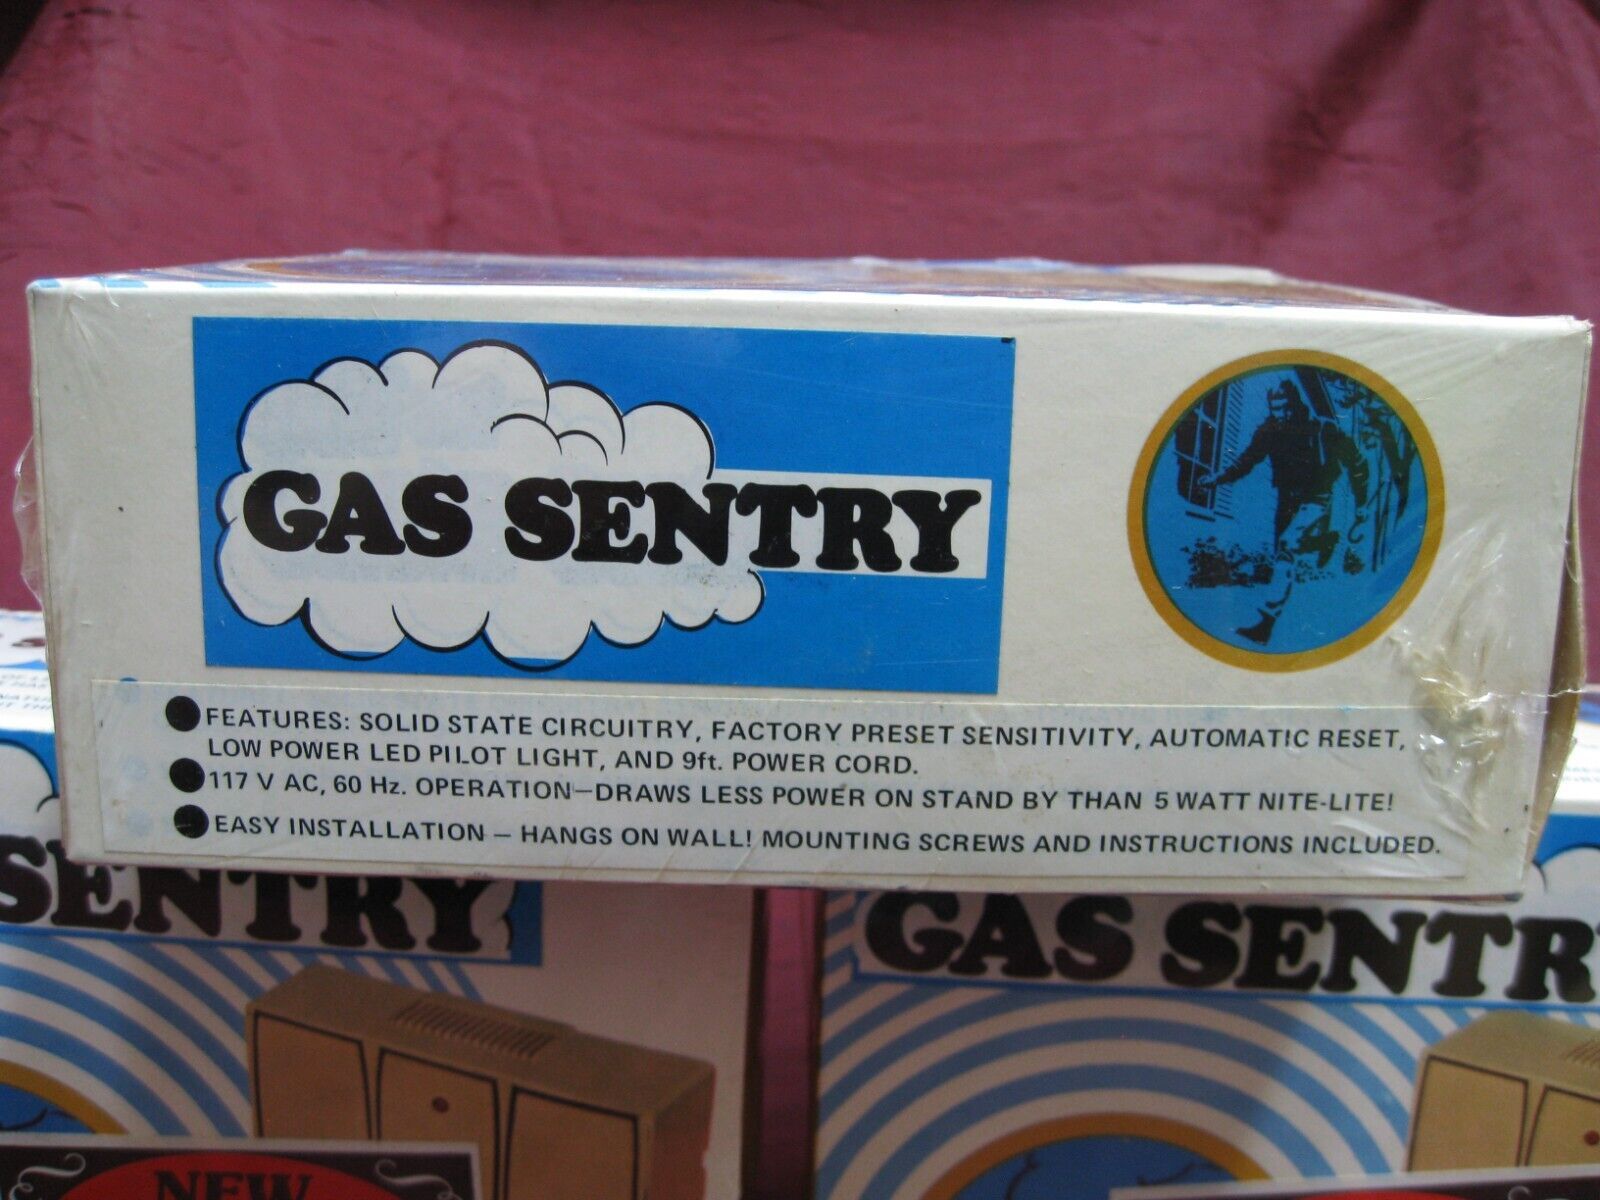 GAS SENTRY
FEATURES: SOLID STATE CIRCUITRY, FACTORY PRESET SENSITIVITY, AUTOMATIC RESET,
LOW POWER LED PILOT LIGHT, AND 9ft. POWER CORD.
117 V AC, 60 Hz. OPERATION—DRAWS LESS POWER ON STAND BY THAN 5 WATT NITE-LITE!
EASY INSTALLATION — HANGS ON WALL! MOUNTING SCREWS AND INSTRUCTIONS INCLUDED.
SENTRY
GAS SENTR
NEW